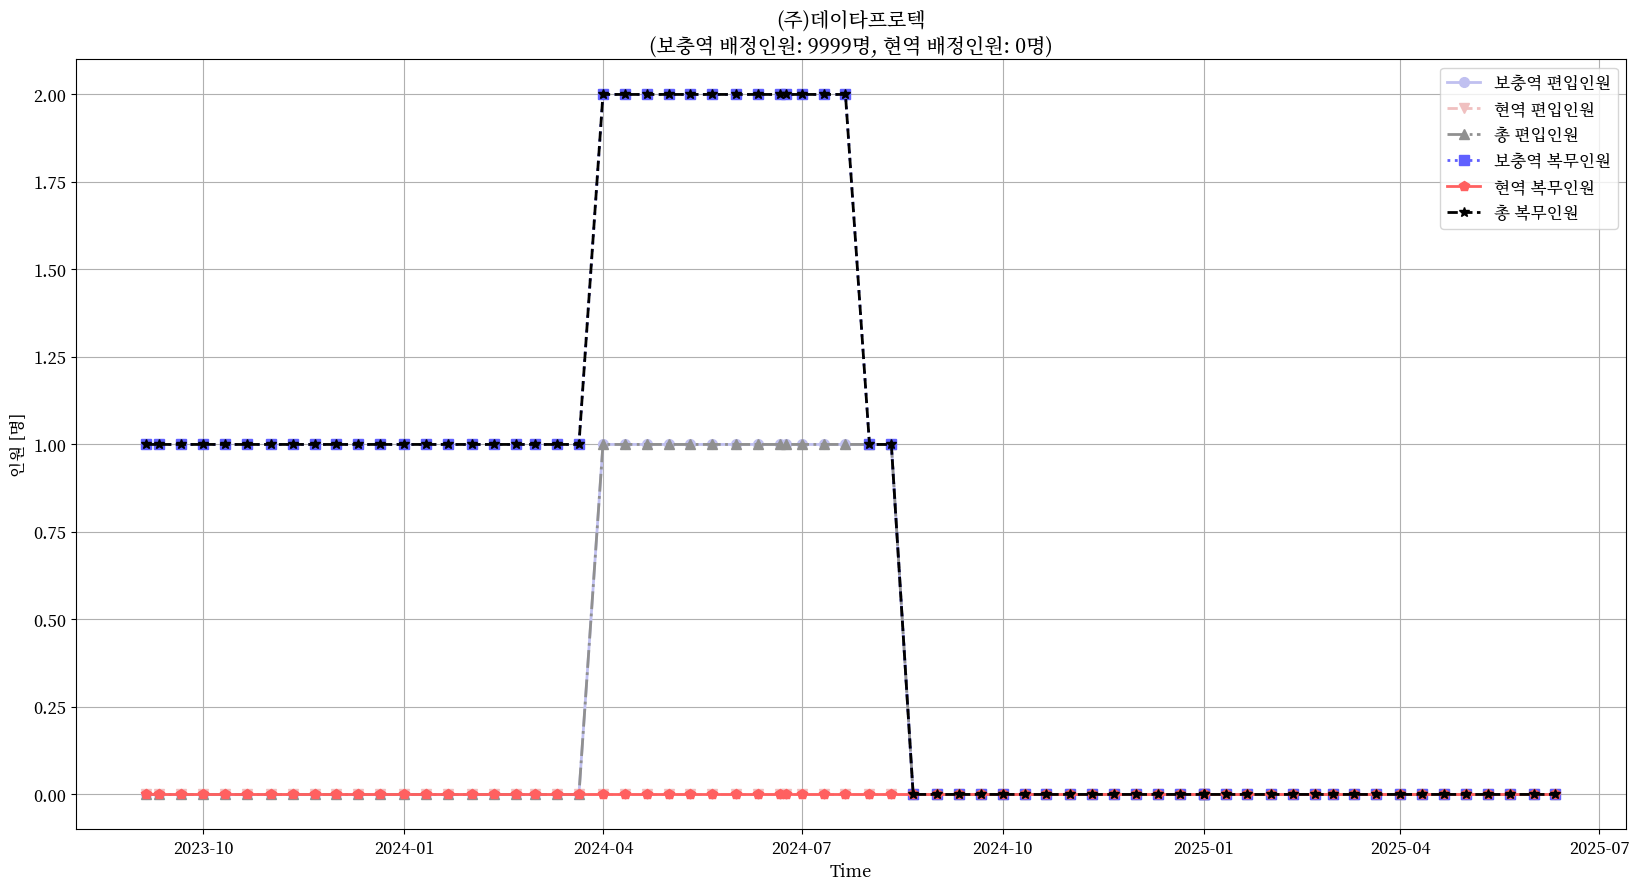 (주)데이타프로텍
(보충역 배정인원: 9999명, 현역 배정인원: 0명)
보충역 편입인원
현역 편입인원
총 편입인원
보충역 복무인원
현역 복무인원
총 복무인원
인원 [명]
2.00
1.75
1.50
1.25
1.00
0.75
0.50
0.25
0.00
2023-10
2024-01
2024-04
2024-07
2024-10
2025-01
2025-04
2025-07
Time